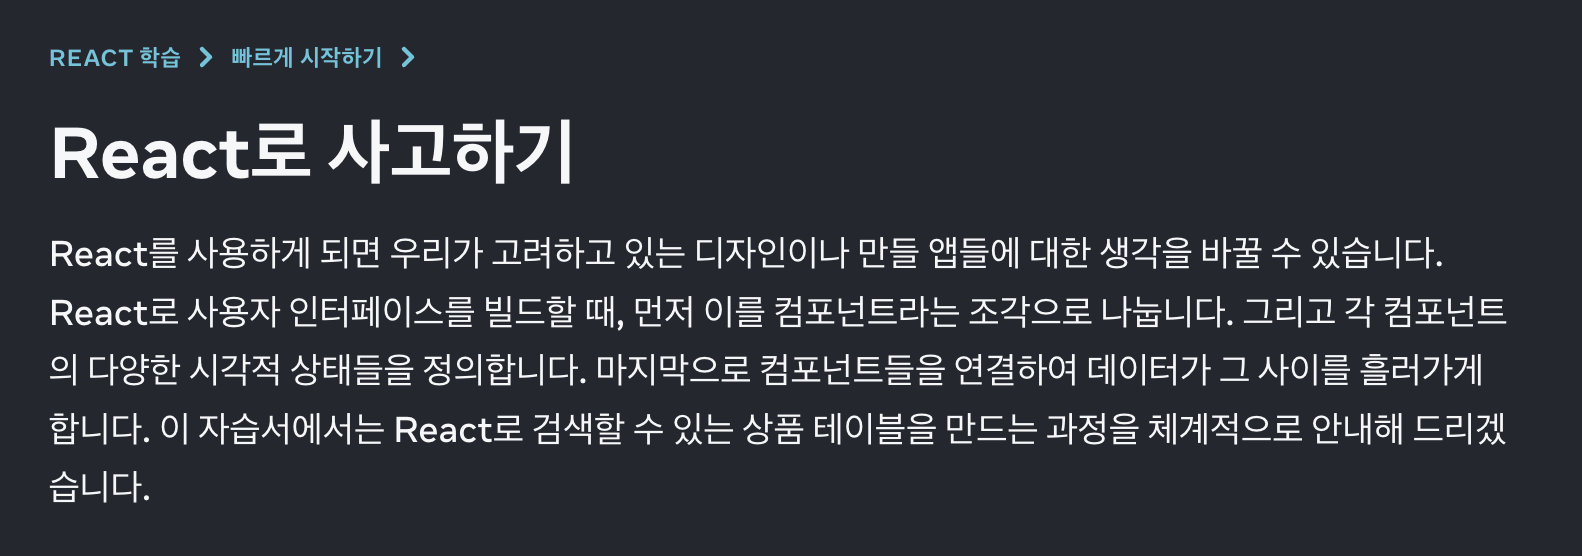 REACT 학습 > 빠르게 시작하기 >
React로 사고하기
React를 사용하게 되면 우리가 고려하고 있는 디자인이나 만들 앱들에 대한 생각을 바꿀 수 있습니다.
React로 사용자 인터페이스를 빌드할 때, 먼저 이를 컴포넌트라는 조각으로 나눕니다. 그리고 각 컴포넌트
의 다양한 시각적 상태들을 정의합니다. 마지막으로 컴포넌트들을 연결하여 데이터가 그 사이를 흘러가게
합니다. 이 자습서에서는 React로 검색할 수 있는 상품 테이블을 만드는 과정을 체계적으로 안내해 드리겠
습니다.